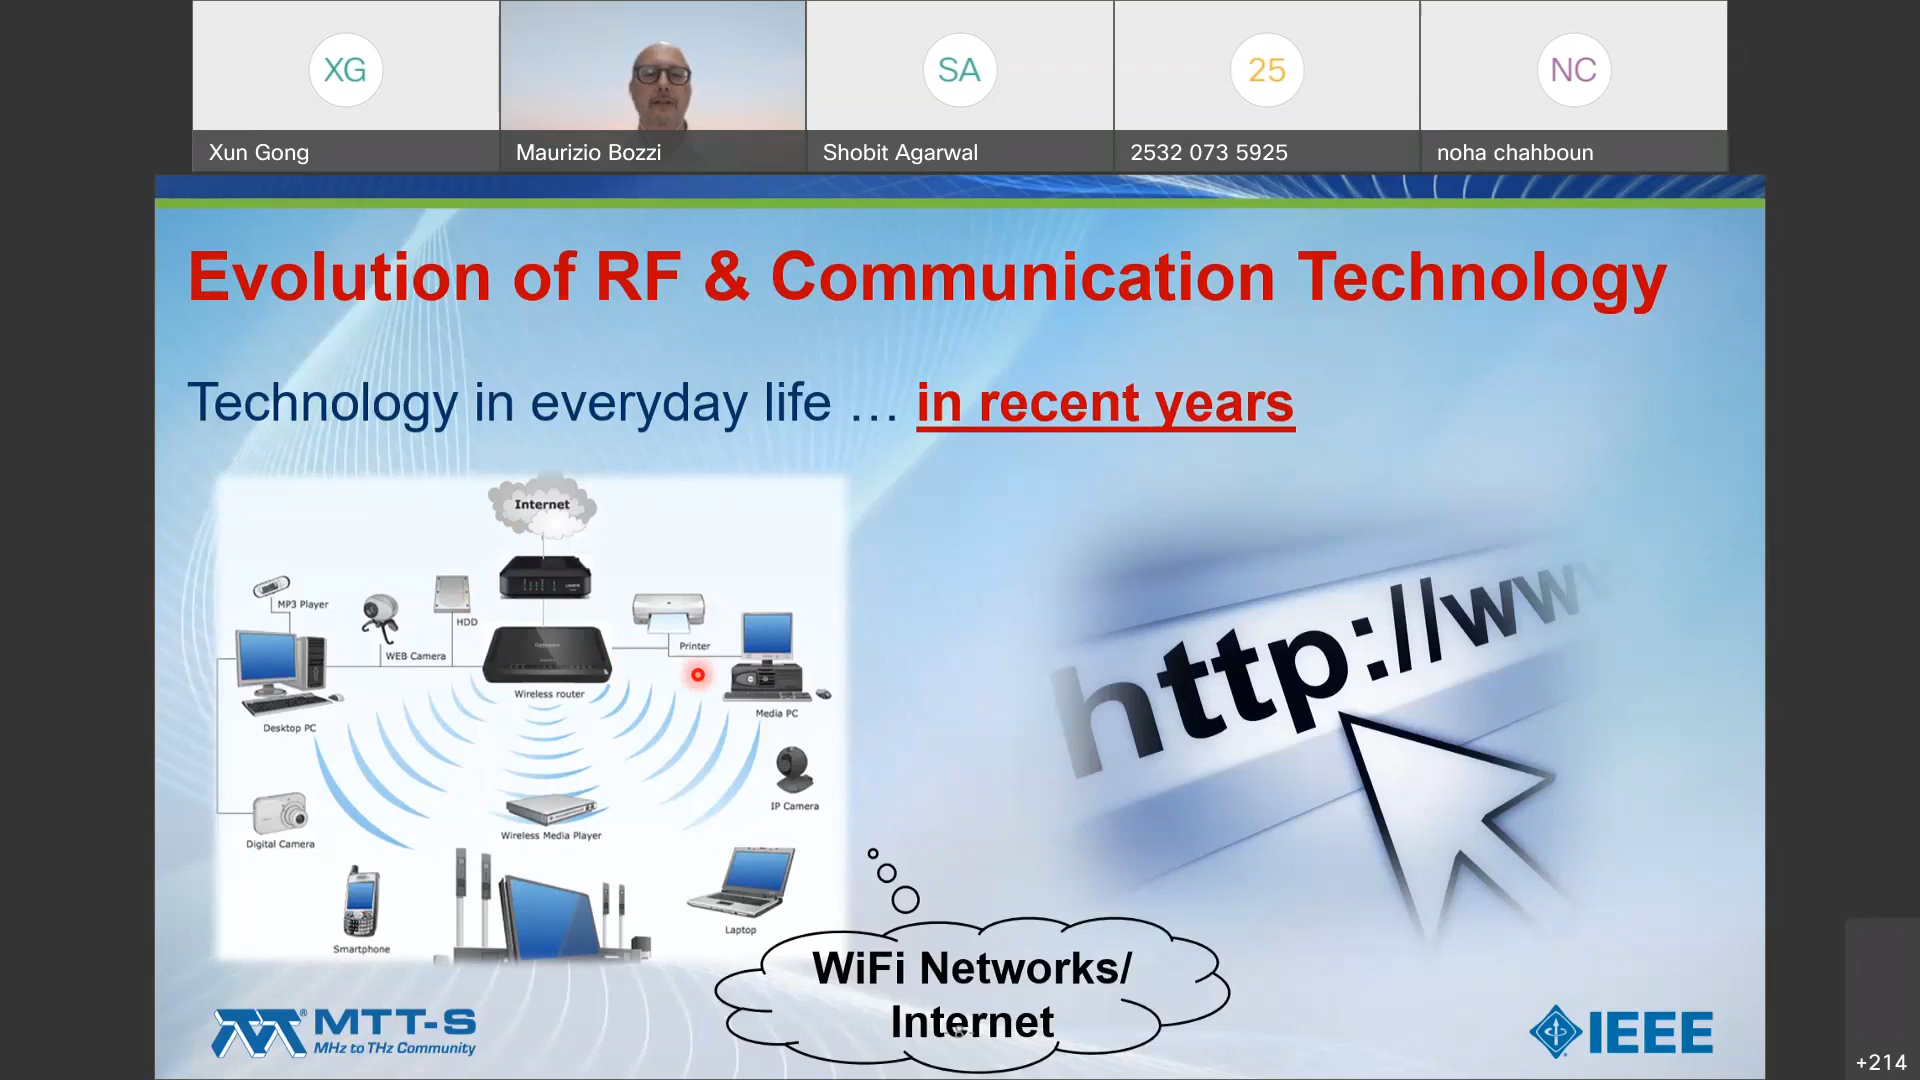 XG
SA
25
NC
Xun Gong
Maurizio Bozzi
Shobit Agarwal
2532 073 5925
noha chahboun
Evolution of RF & Communication Technology
Technology in everyday life … in recent years
Internet
MP3 Player
HDD
WEB Camera
Printer
Wireless router
Desktop PC
Media PC
IP Camera
Wireless Media Player
Digital Camera
Laptop
Smartphone
http://ww
WiFi Networks/
Internet
MTT-S
MHz to THz Community
IEEE
+214